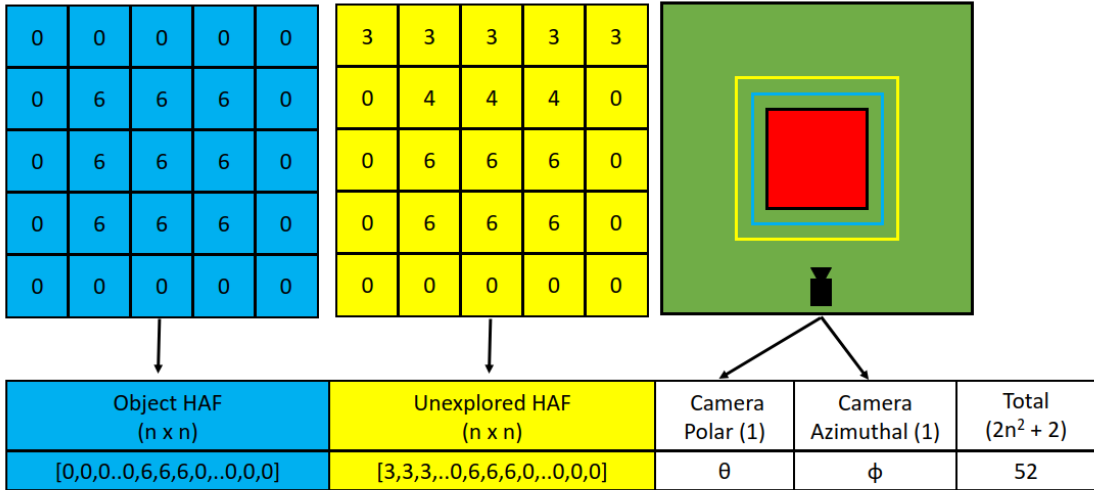 0 0 0 0 0
0 6 6 6 0
0 6 6 6 0
0 6 6 6 0
0 0 0 0 0
3 3 3 3 3
0 4 4 4 0
0 6 6 6 0
0 6 6 6 0
0 0 0 0 0
Object HAF
(n x n)
Unexplored HAF
(n x n)
Camera
Polar (1)
Camera
Azimuthal (1)
Total
(2n² + 2)
[0,0,0..0,6,6,6,0,..0,0,0]
[3,3,3,..0,6,6,6,0,..0,0,0]
θ
ϕ
52